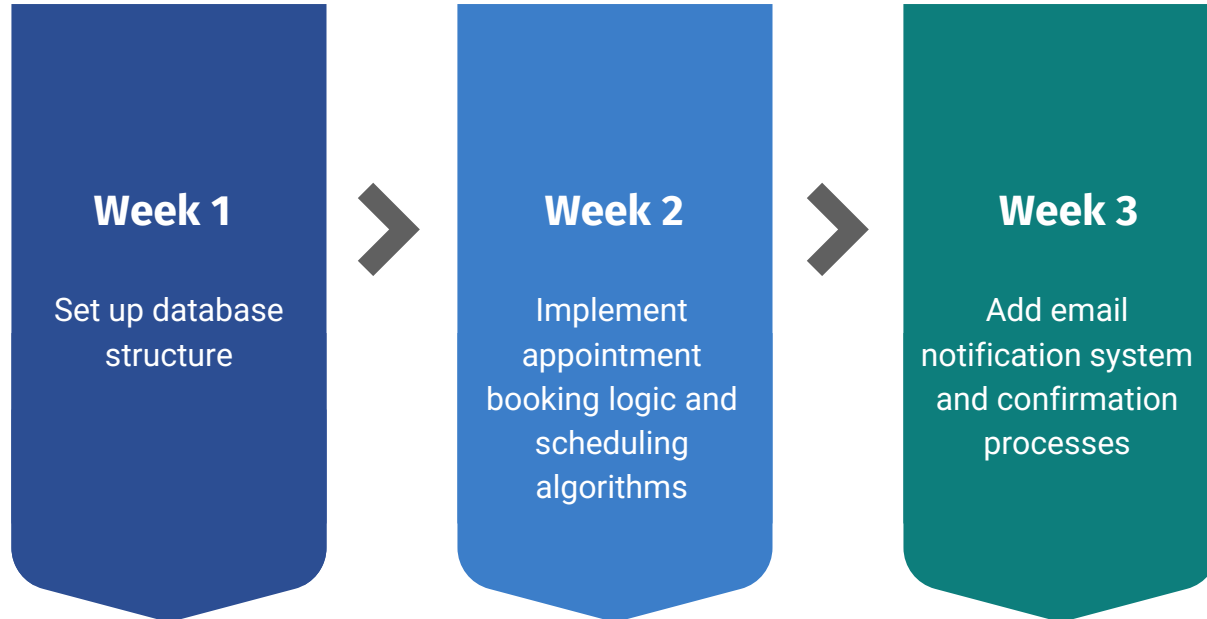 Week 1
Set up database
structure
Week 2
Implement
appointment
booking logic and
scheduling
algorithms
Week 3
Add email
notification system
and confirmation
processes